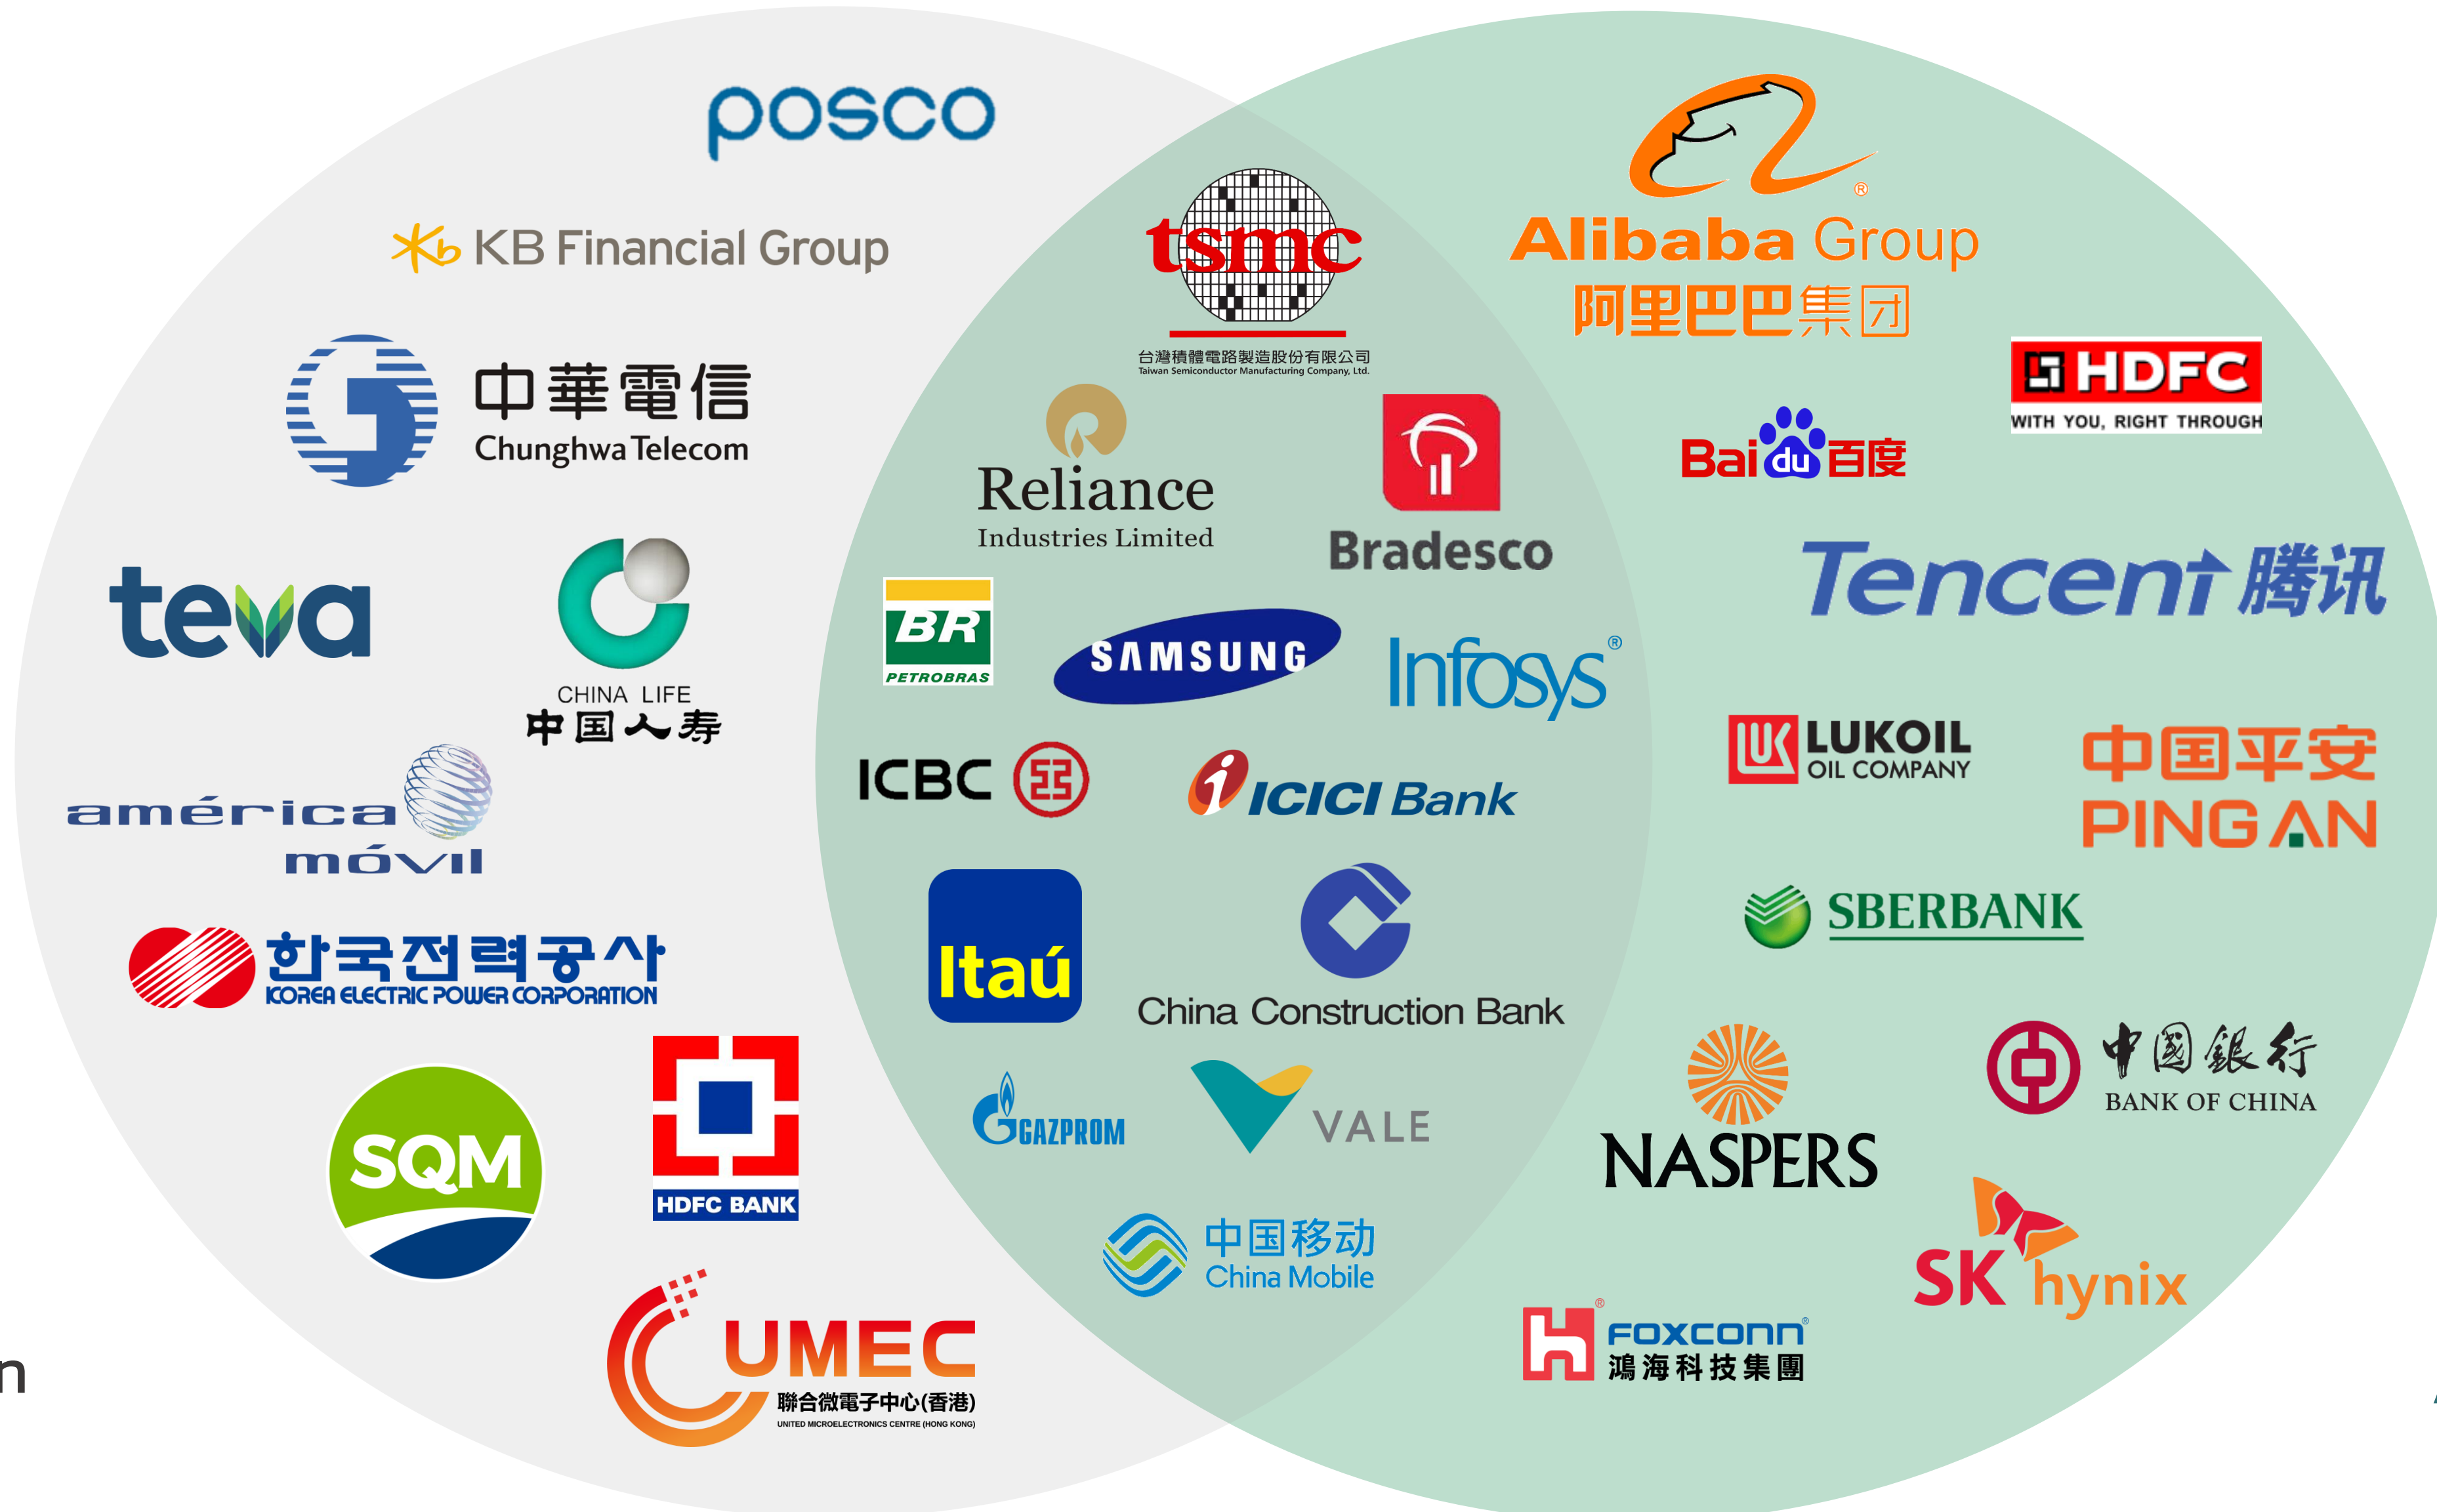 posco
Kb KB Financial Group
中華電信
Chunghwa Telecom
teva
CHINA LIFE
中国人寿
américa
móvil
한국전력공사
KOREA ELECTRIC POWER CORPORATION
SQM
HDFC BANK
UMEC
聯合微電子中心(香港)
UNITED MICROELECTRONICS CENTRE (HONG KONG)
n
tsmc
台灣積體電路製造股份有限公司
Taiwan Semiconductor Manufacturing Company, Ltd.
Reliance
Industries Limited
Bradesco
BR
PETROBRAS
SAMSUNG
Infosys®
ICBC
i ICICI Bank
Itaú
China Construction Bank
GAZPROM
VALE
中国移动
China Mobile
®
Alibaba Group
阿里巴巴集团
HDFC
WITH YOU, RIGHT THROUGH
Bai du 百度
Tencent 腾讯
LUKOIL
OIL COMPANY
中国平安
PING AN
SBERBANK
NASPERS
中國銀行
BANK OF CHINA
SK hynix
®
FOXCONN®
鴻海科技集團